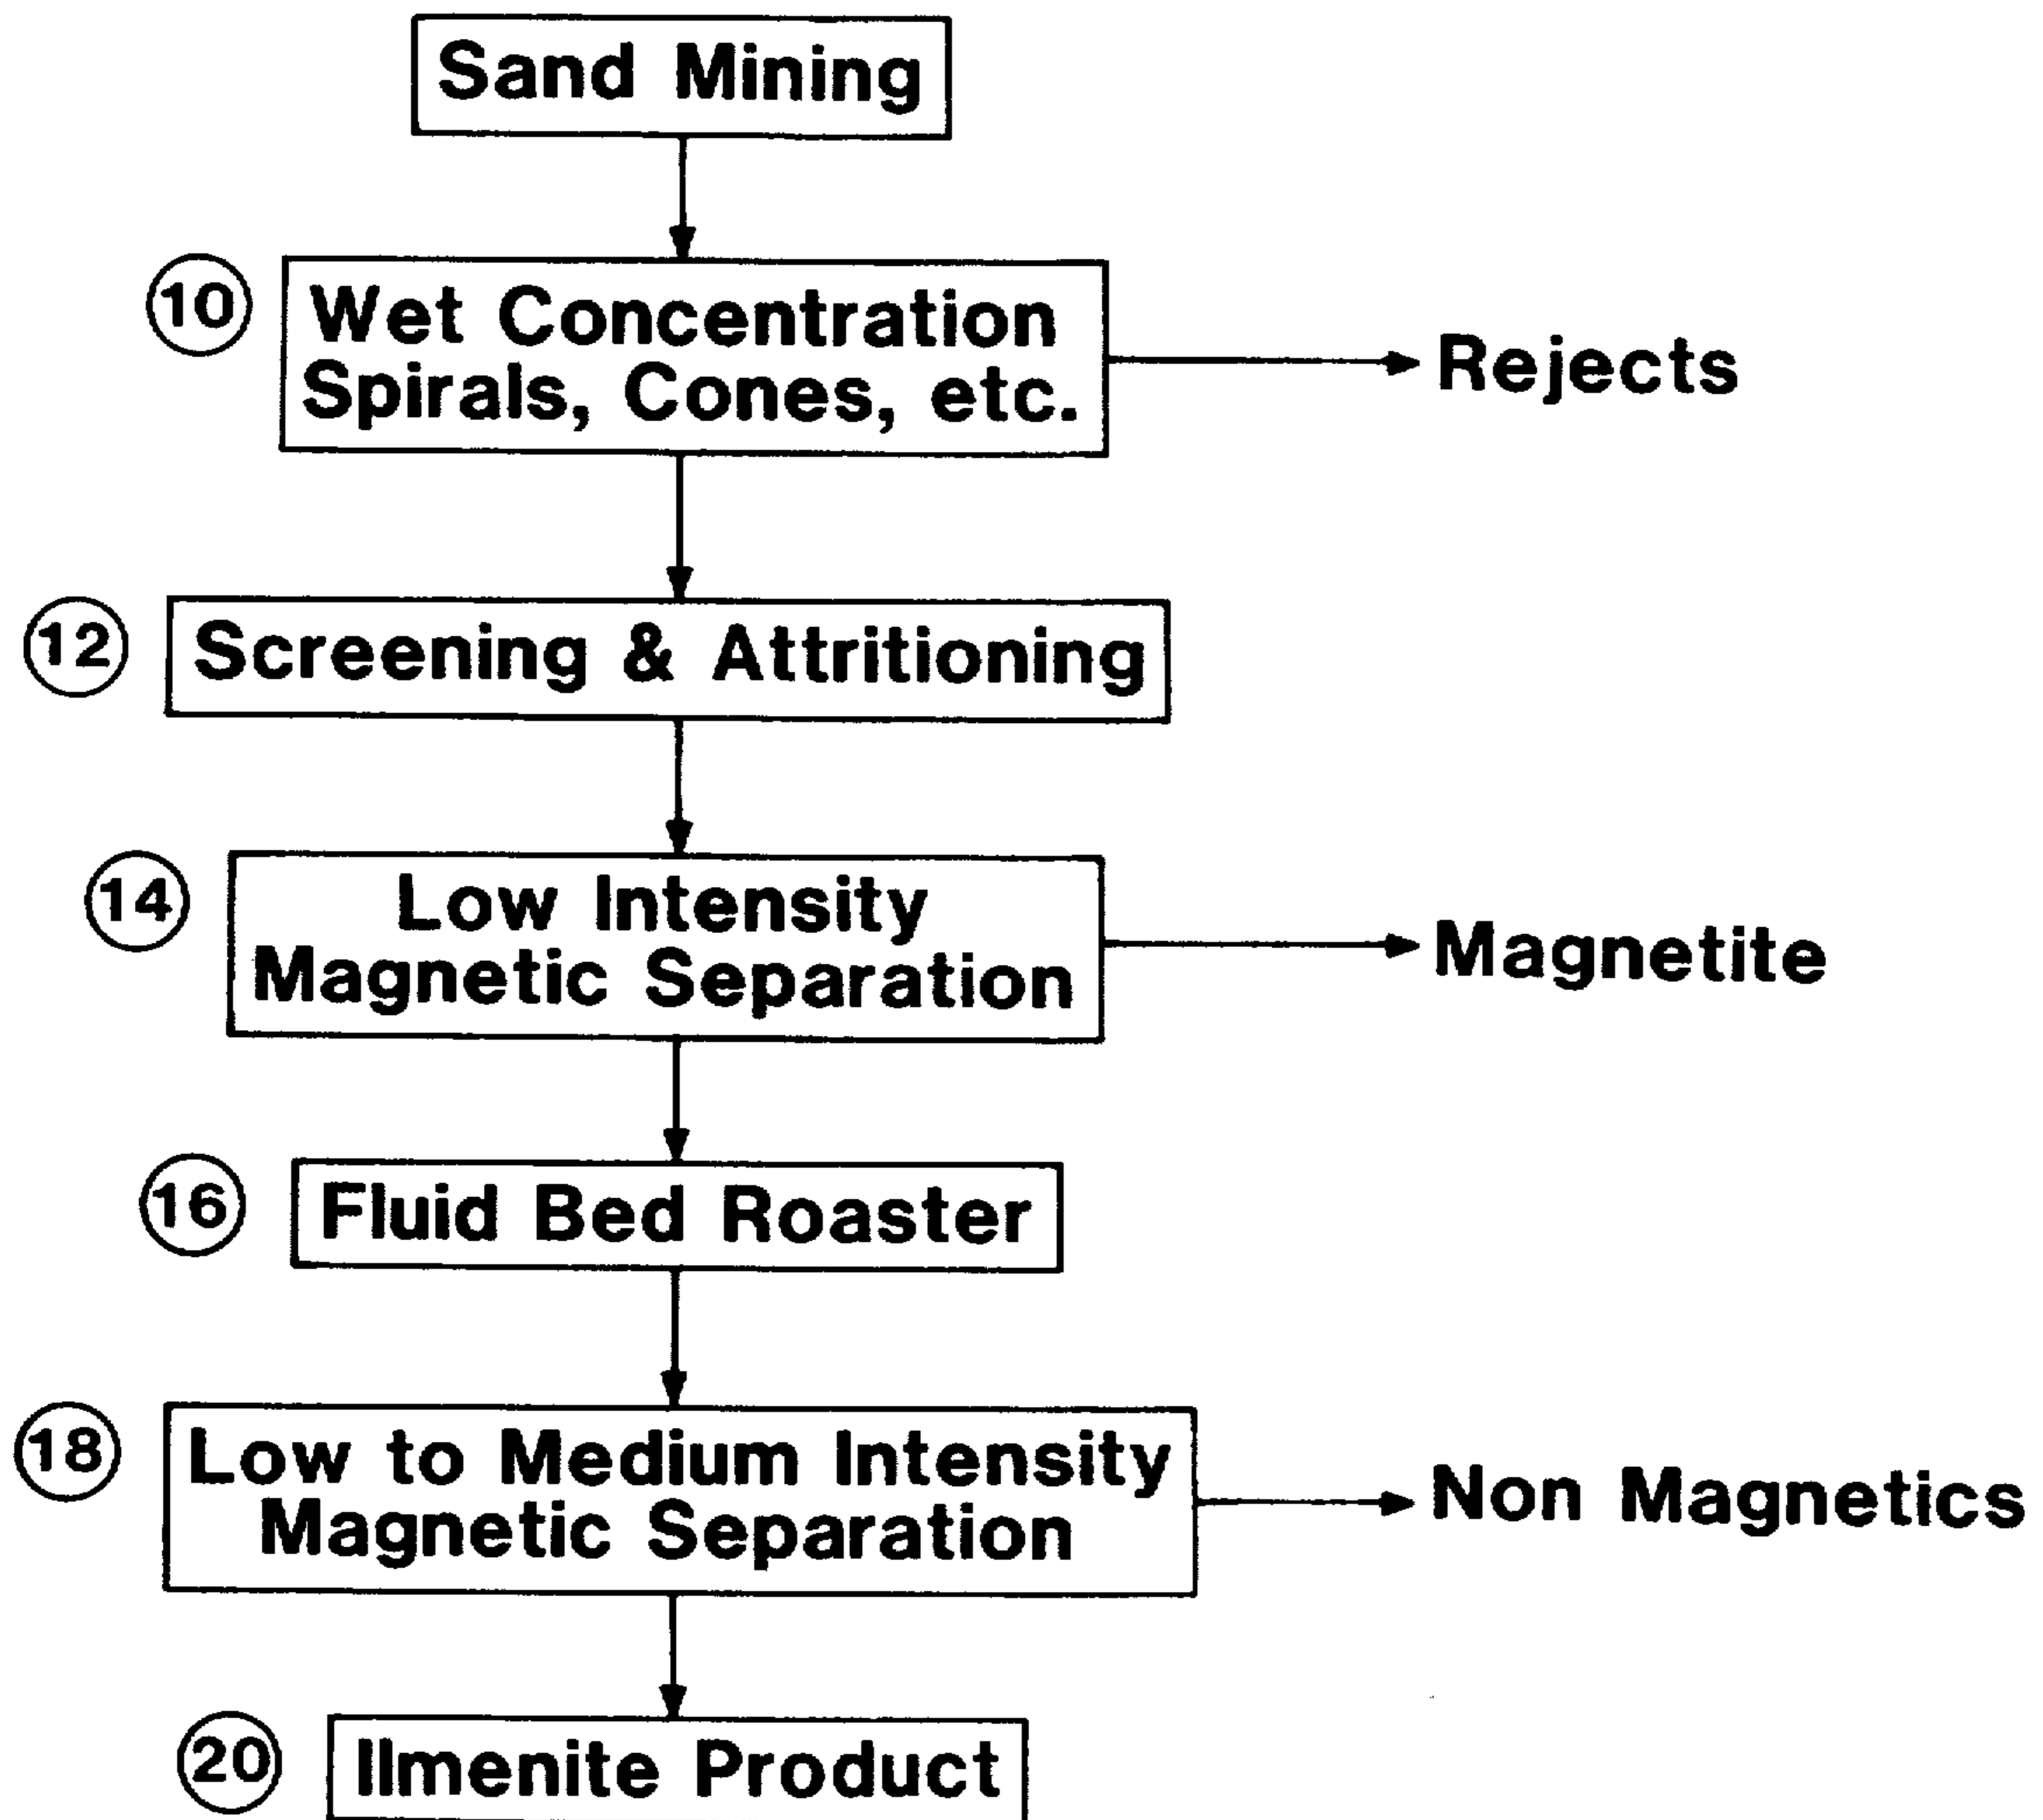 Sand Mining
10
Wet Concentration
Spirals, Cones, etc.
Rejects
12
Screening & Attritioning
14
Low Intensity
Magnetic Separation
Magnetite
16
Fluid Bed Roaster
18
Low to Medium Intensity
Magnetic Separation
Non Magnetics
20
Ilmenite Product